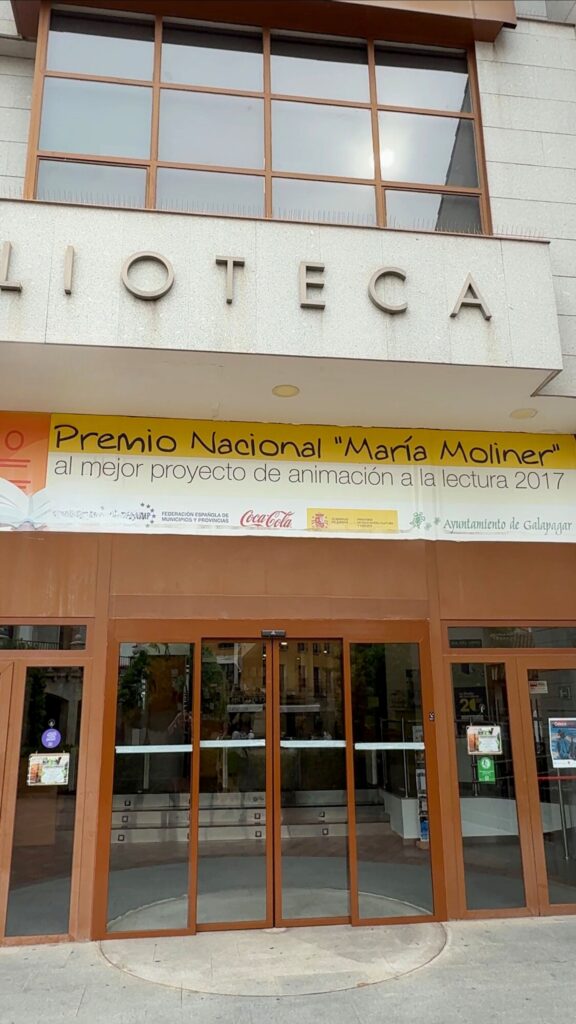 LIOTECA
Premio Nacional "María Moliner"
al mejor proyecto de animación a la lectura 2017
FEDERACIÓN ESPAÑOLA DE
MUNICIPIOS Y PROVINCIAS
Coca-Cola
Ayuntamiento de Galapagar